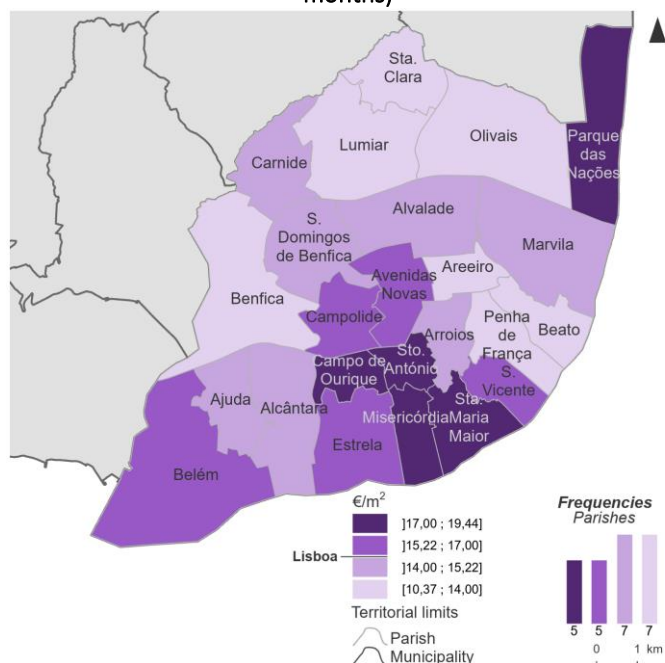 months)
Sta.
Clara
Lumiar
Olivais
Parque
das
Nações
Carnide
S.
Domingos
de Benfica
Alvalade
Marvila
Benfica
Avenidas
Novas
Areeiro
Campolide
Arroios
Penha
de
França
Beato
Campo de
Ourique
Sto.
António
S.
Vicente
Ajuda
Alcântara
Misericórdia
Sta.
Maria
Maior
Estrela
Belém
€/m²
]17,00 ; 19,44]
]15,22 ; 17,00]
Lisboa
]14,00 ; 15,22]
[10,37 ; 14,00]
Territorial limits
Parish
Municipality
Frequencies
Parishes
5 5 7 7
0 1 km